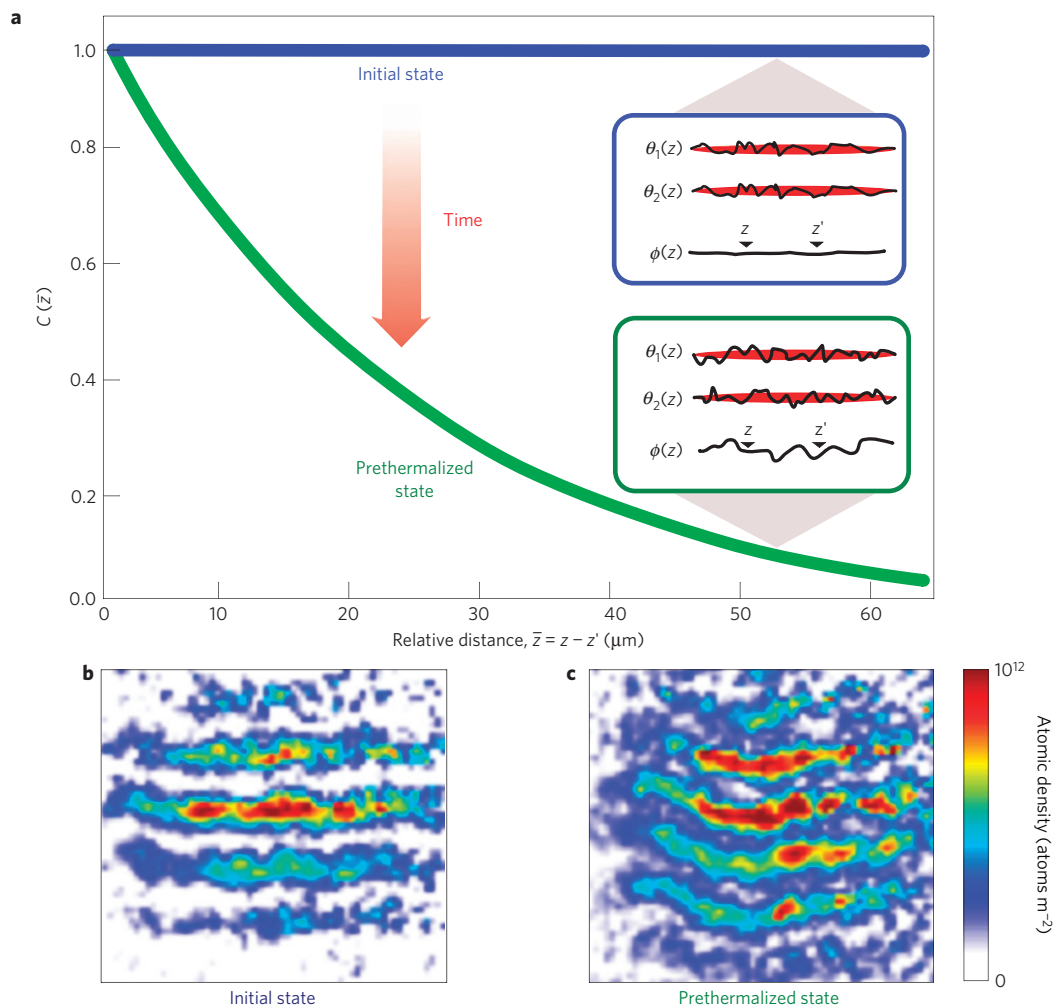 a
1.0
0.8
0.6
0.4
0.2
0.0
C (z̄)
Initial state
Time
Prethermalized
state
θ₁(z)
θ₂(z)
z z'
ϕ(z)
θ₁(z)
θ₂(z)
z z'
ϕ(z)
0 10 20 30 40 50 60
Relative distance, z̄ = z – z' (μm)
b
Initial state
c
Prethermalized state
10¹²
0
Atomic density (atoms m⁻²)